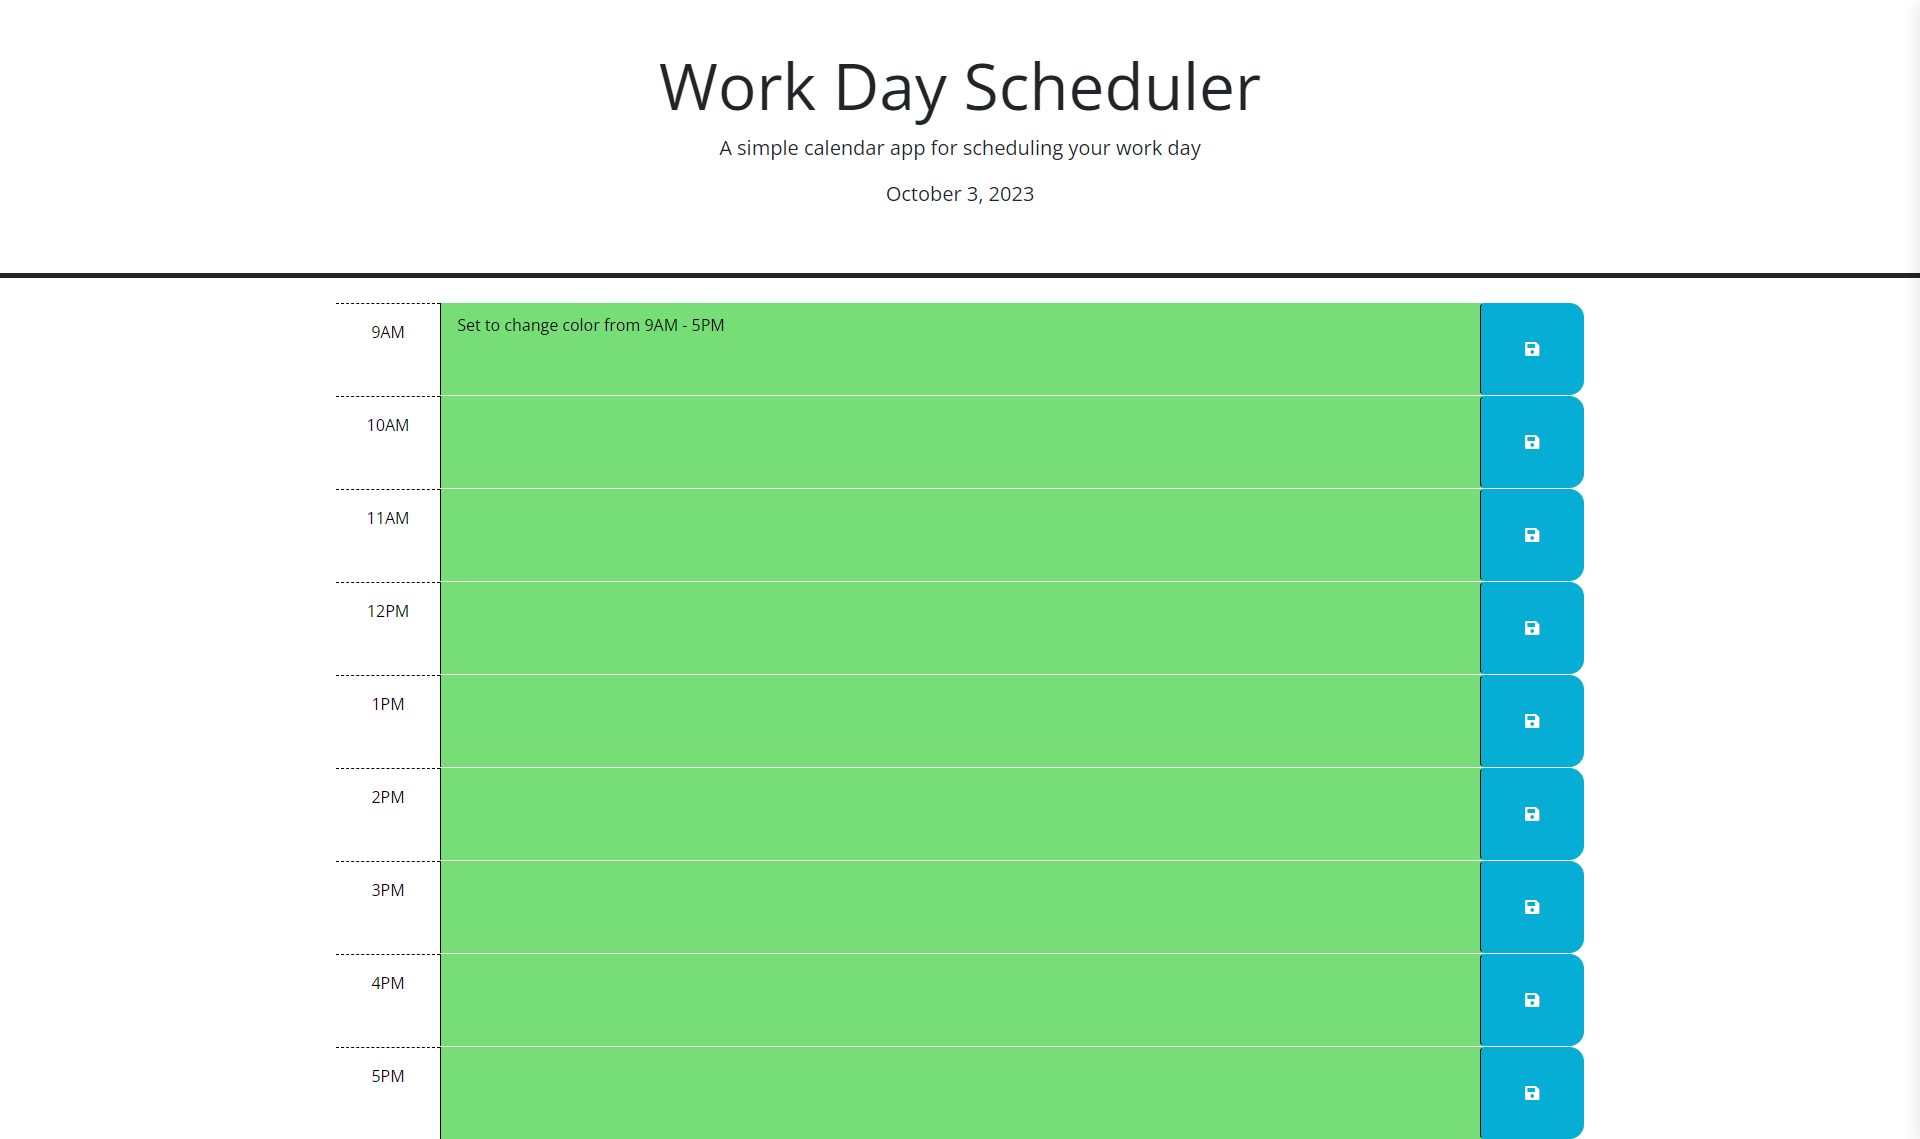 Work Day Scheduler
A simple calendar app for scheduling your work day
October 3, 2023
9AM
Set to change color from 9AM - 5PM
10AM
11AM
12PM
1PM
2PM
3PM
4PM
5PM